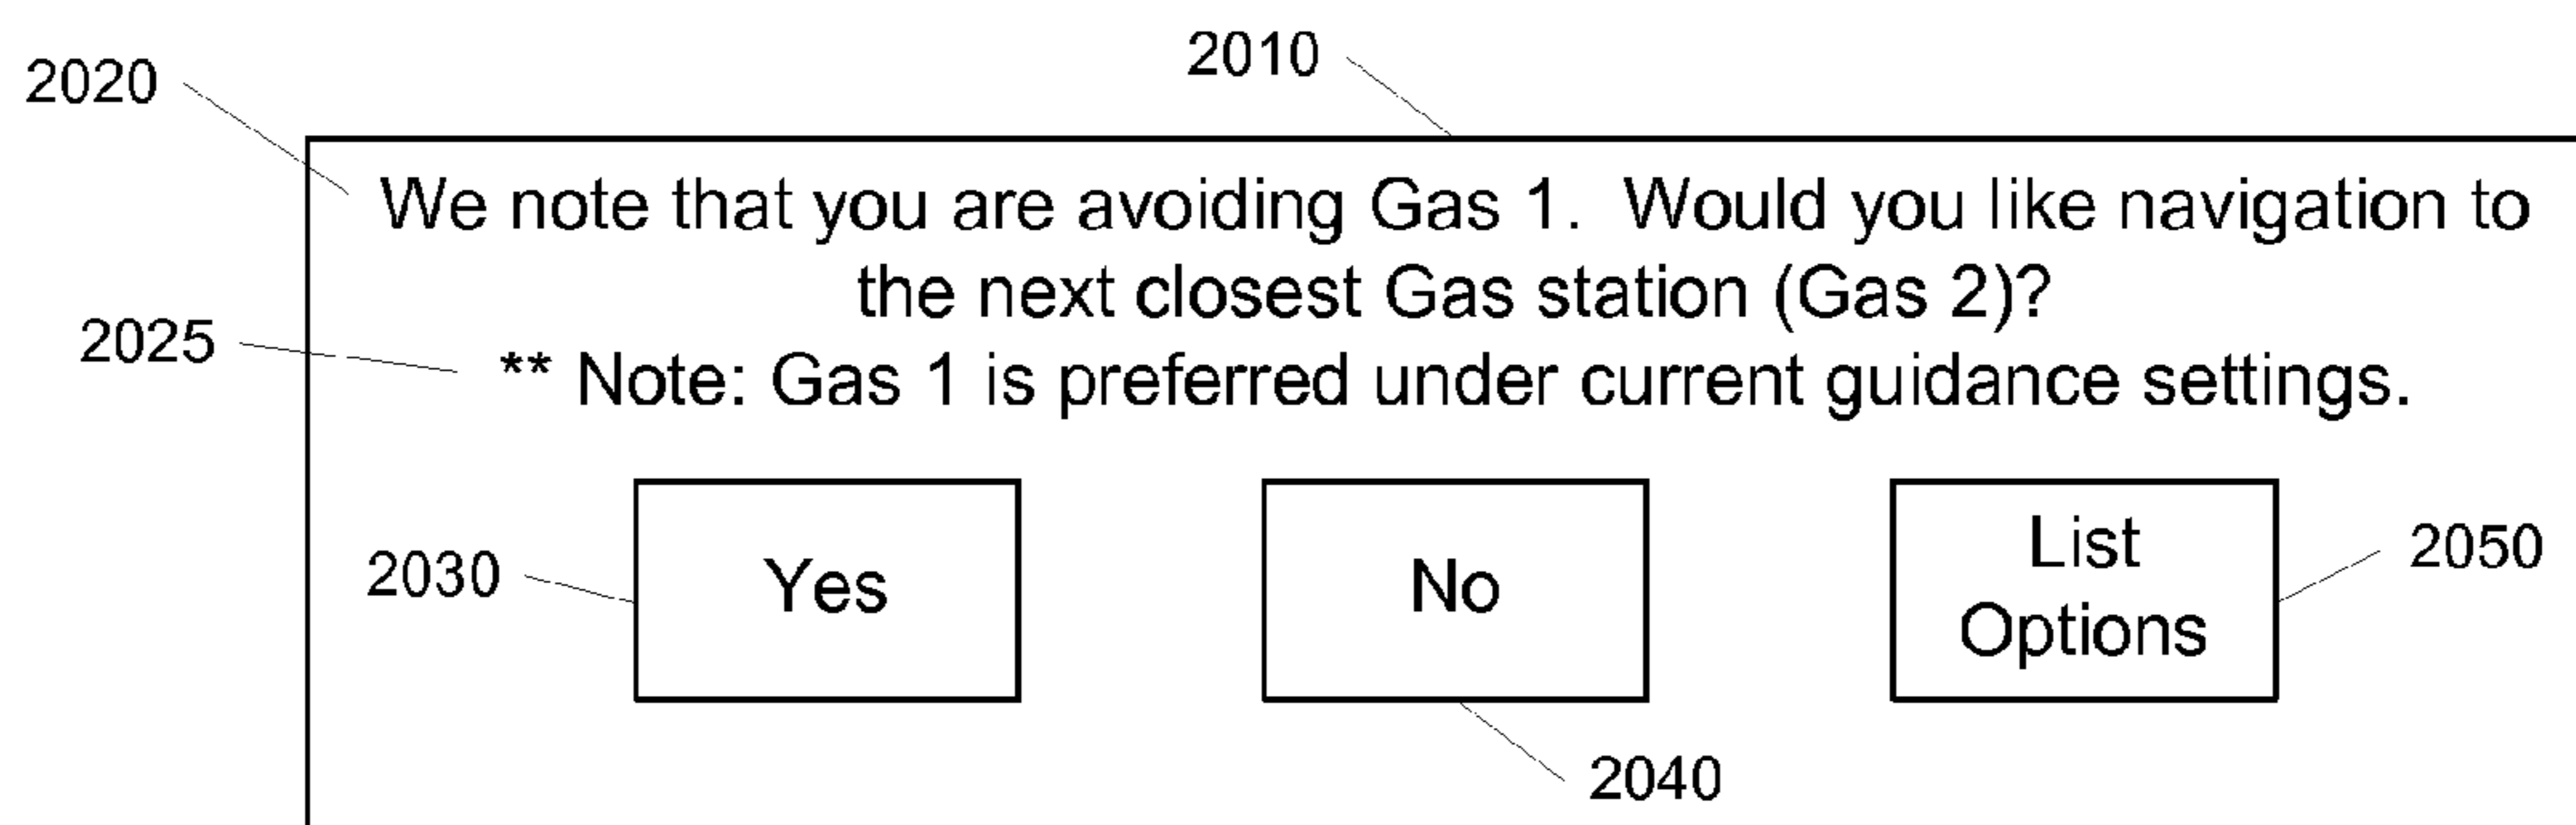 2010
2020
We note that you are avoiding Gas 1. Would you like navigation to
the next closest Gas station (Gas 2)?
2025
** Note: Gas 1 is preferred under current guidance settings.
2030
Yes
No
List
Options
2050
2040